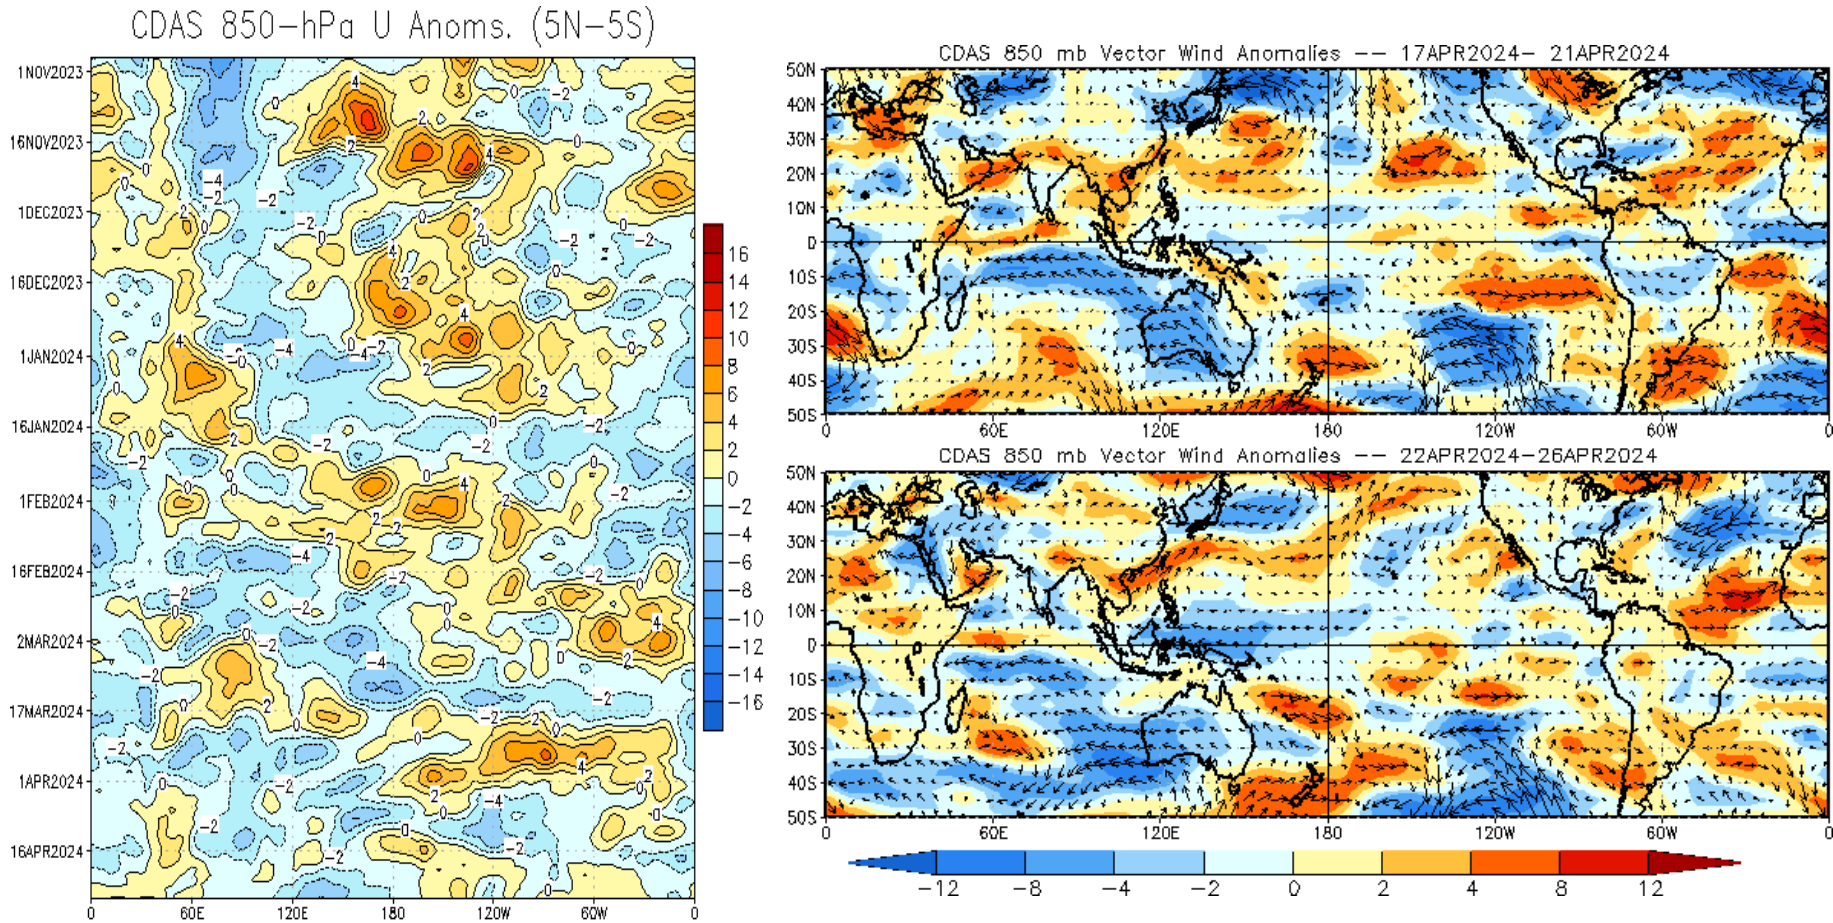 CDAS 850-hPa U Anoms. (5N-5S)
1NOV2023
16NOV2023
1DEC2023
16DEC2023
1JAN2024
16JAN2024
1FEB2024
16FEB2024
2MAR2024
17MAR2024
1APR2024
16APR2024
0 60E 120E 180 120W 60W 0
16
14
12
10
8
6
4
2
0
-2
-4
-6
-8
-10
-12
-14
-16
CDAS 850 mb Vector Wind Anomalies -- 17APR2024- 21APR2024
50N
40N
30N
20N
10N
0
10S
20S
30S
40S
50S
0 60E 120E 180 120W 60W 0
CDAS 850 mb Vector Wind Anomalies -- 22APR2024-26APR2024
50N
40N
30N
20N
10N
0
10S
20S
30S
40S
50S
0 60E 120E 180 120W 60W 0
-12 -8 -4 -2 0 2 4 8 12